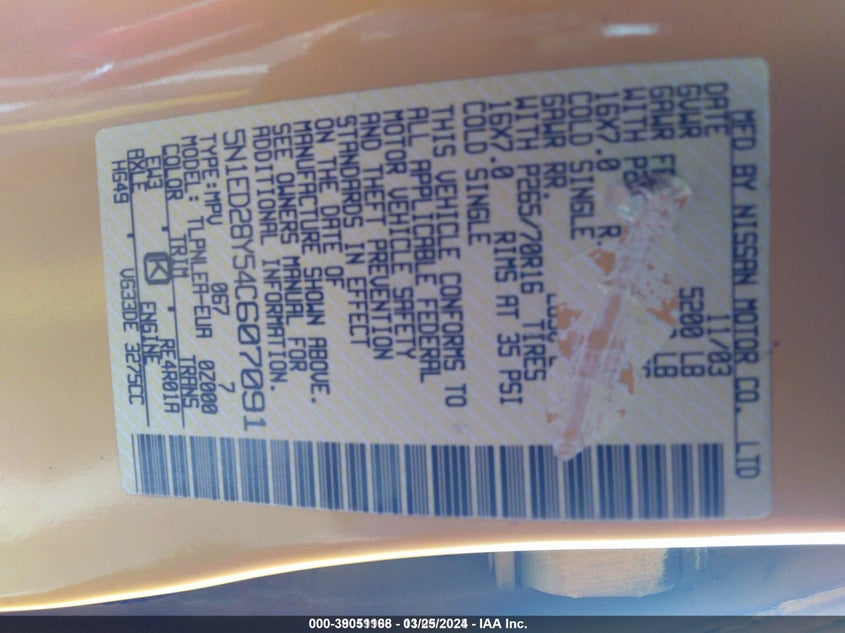 MFD BY NISSAN MOTOR CO., LTD
DATE 11/03
GVWR 5200 LB
GAWR FR. LB
WITH
16X7.0 R
COLD SINGLE
GAWR RR.
WITH P265/70R16 TIRES
16X7.0 RIMS AT 35 PSI
COLD SINGLE
THIS VEHICLE CONFORMS TO
ALL APPLICABLE FEDERAL
MOTOR VEHICLE SAFETY
AND THEFT PREVENTION
STANDARDS IN EFFECT
ON THE DATE OF
MANUFACTURE SHOWN ABOVE.
SEE OWNERS MANUAL FOR
ADDITIONAL INFORMATION.
5N1ED28Y54C607091
7
TYPE:MPV 067 02000
MODEL: TLPNLEA-EUA
COLOR TRIM TRANS
EW3 K RE4R01A
AXLE ENGINE
HG49 VG33DE 3275CC
000-39051168 - 03/25/2024 - IAA Inc.